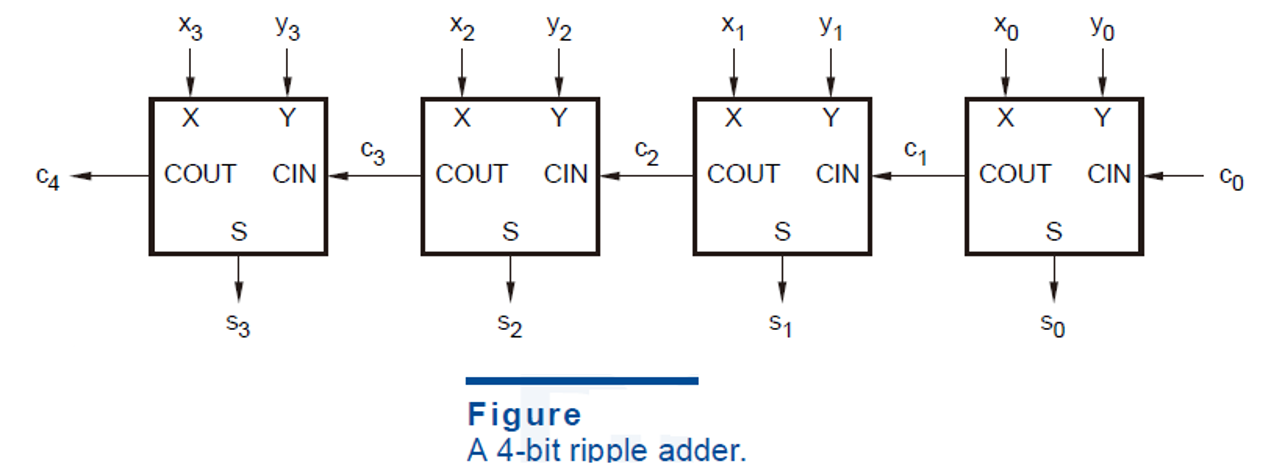 x₃ y₃ x₂ y₂ x₁ y₁ x₀ y₀
X Y X Y X Y X Y
c₄ COUT CIN c₃ COUT CIN c₂ COUT CIN c₁ COUT CIN c₀
S S S S
s₃ s₂ s₁ s₀
Figure
A 4-bit ripple adder.